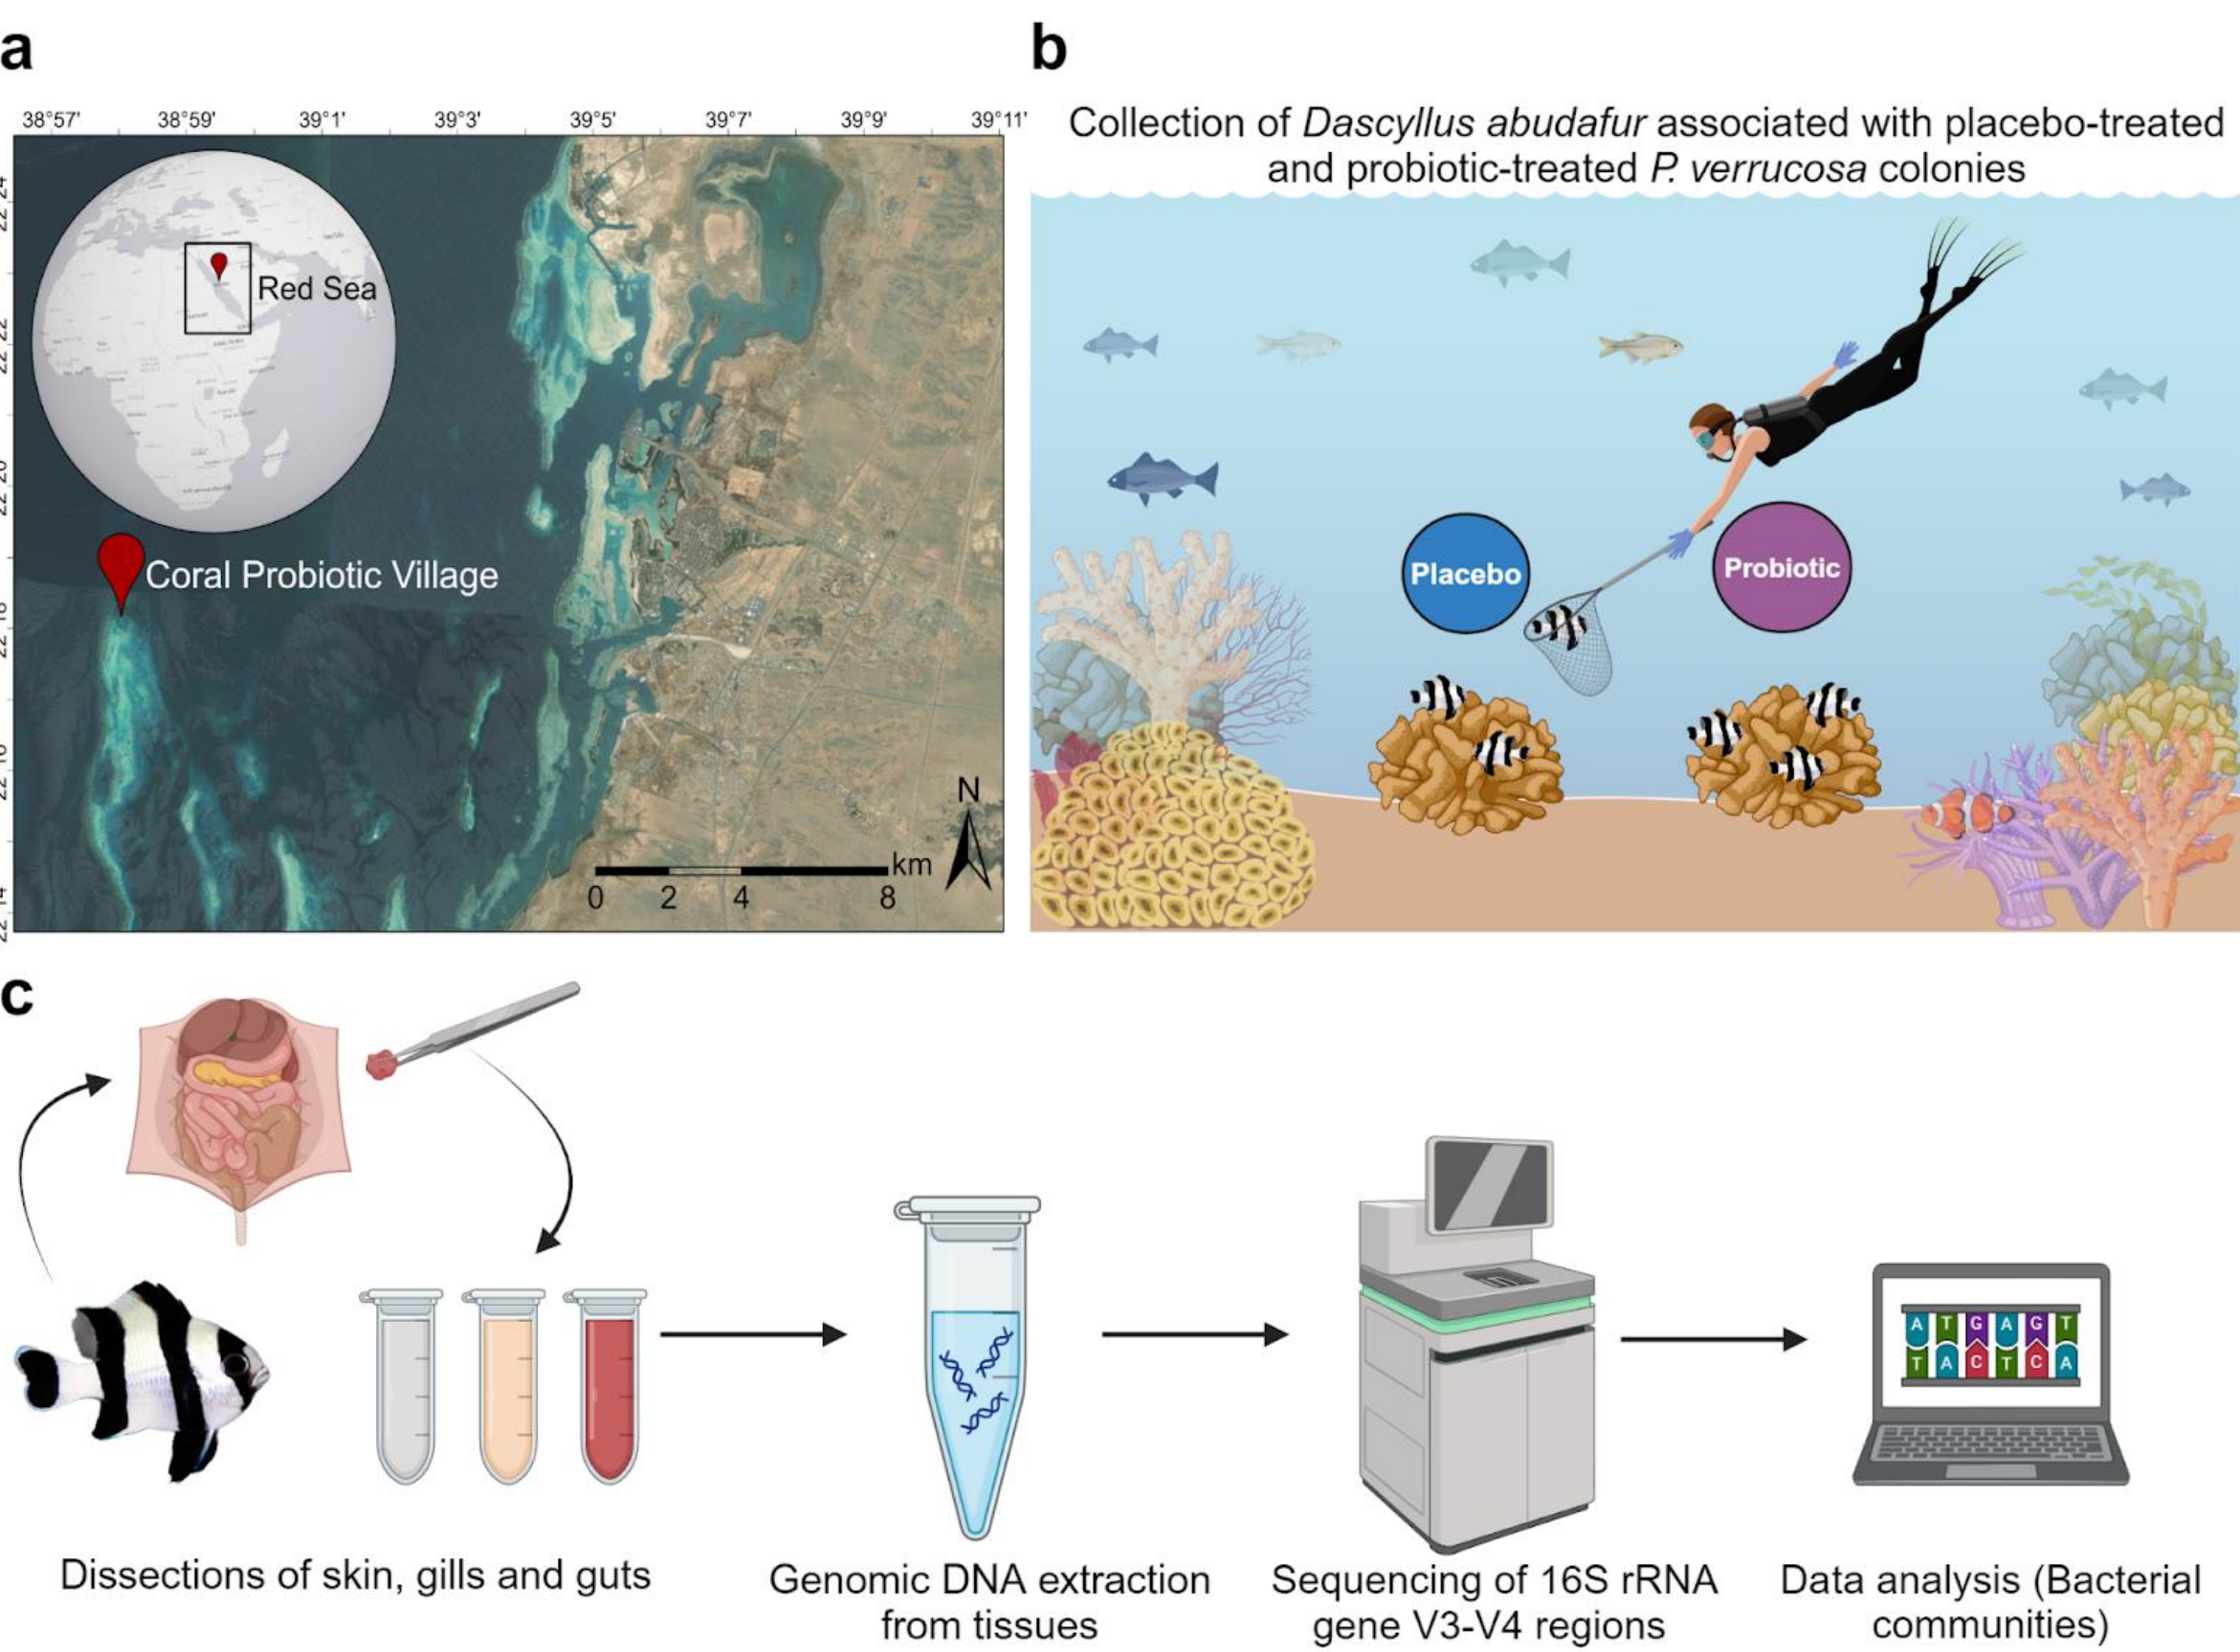 a
38°57' 38°59' 39°1' 39°3' 39°5' 39°7' 39°9' 39°11'
Red Sea
Coral Probiotic Village
N
km
0 2 4 8
b
Collection of Dascyllus abudafur associated with placebo-treated
and probiotic-treated P. verrucosa colonies
Placebo
Probiotic
c
A T G A G T
T A C T C A
Dissections of skin, gills and guts
Genomic DNA extraction
from tissues
Sequencing of 16S rRNA
gene V3-V4 regions
Data analysis (Bacterial
communities)